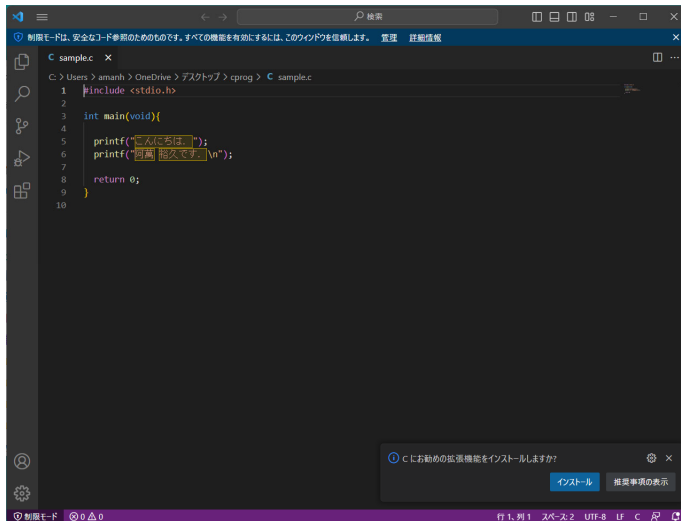 検索
制限モードは、安全なコード参照のためのものです。すべての機能を有効にするには、このウィンドウを信頼します。 管理 詳細情報
C sample.c
C: > Users > amanh > OneDrive > デスクトップ > cprog > C sample.c
1 #include <stdio.h>
2
3 int main(void){
4
5 printf("こんにちは。");
6 printf("阿萬 裕久です。\n");
7
8 return 0;
9 }
10
C にお勧めの拡張機能をインストールしますか?
インストール 推奨事項の表示
制限モード 0 0 行 1、列 1 スペース: 2 UTF-8 LF C